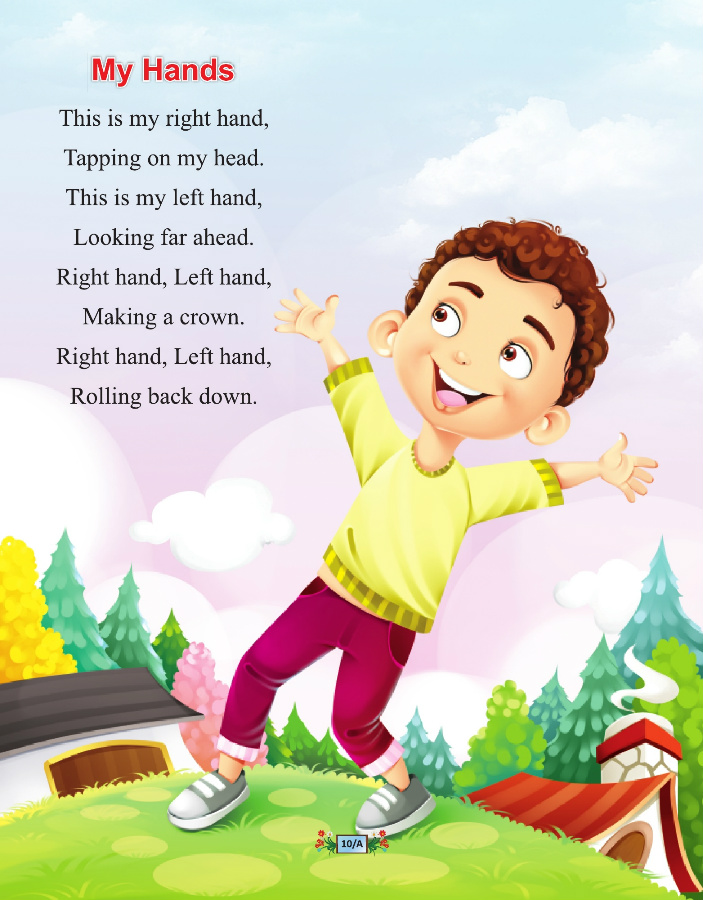 My Hands
This is my right hand,
Tapping on my head.
This is my left hand,
Looking far ahead.
Right hand, Left hand,
Making a crown.
Right hand, Left hand,
Rolling back down.
10/A